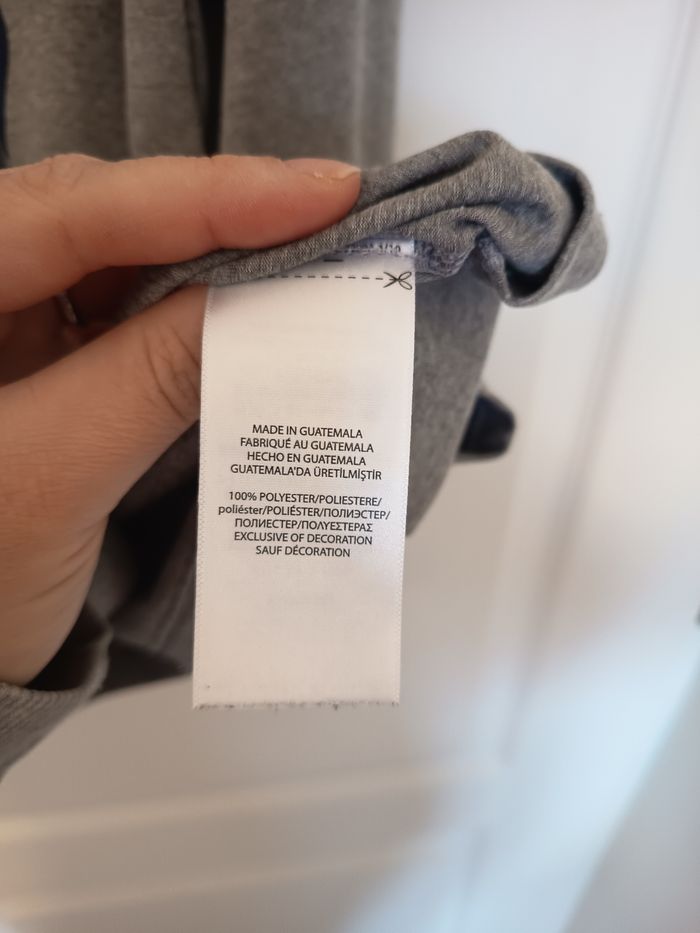 MADE IN GUATEMALA
FABRIQUÉ AU GUATEMALA
HECHO EN GUATEMALA
GUATEMALA'DA ÜRETİLMİŞTİR
100% POLYESTER/POLIESTERE/
poliéster/POLIÉSTER/ПОЛИЭСТЕР/
ПОЛИЕСТЕР/ΠΟΛΥΕΣΤΕΡΑΣ
EXCLUSIVE OF DECORATION
SAUF DÉCORATION